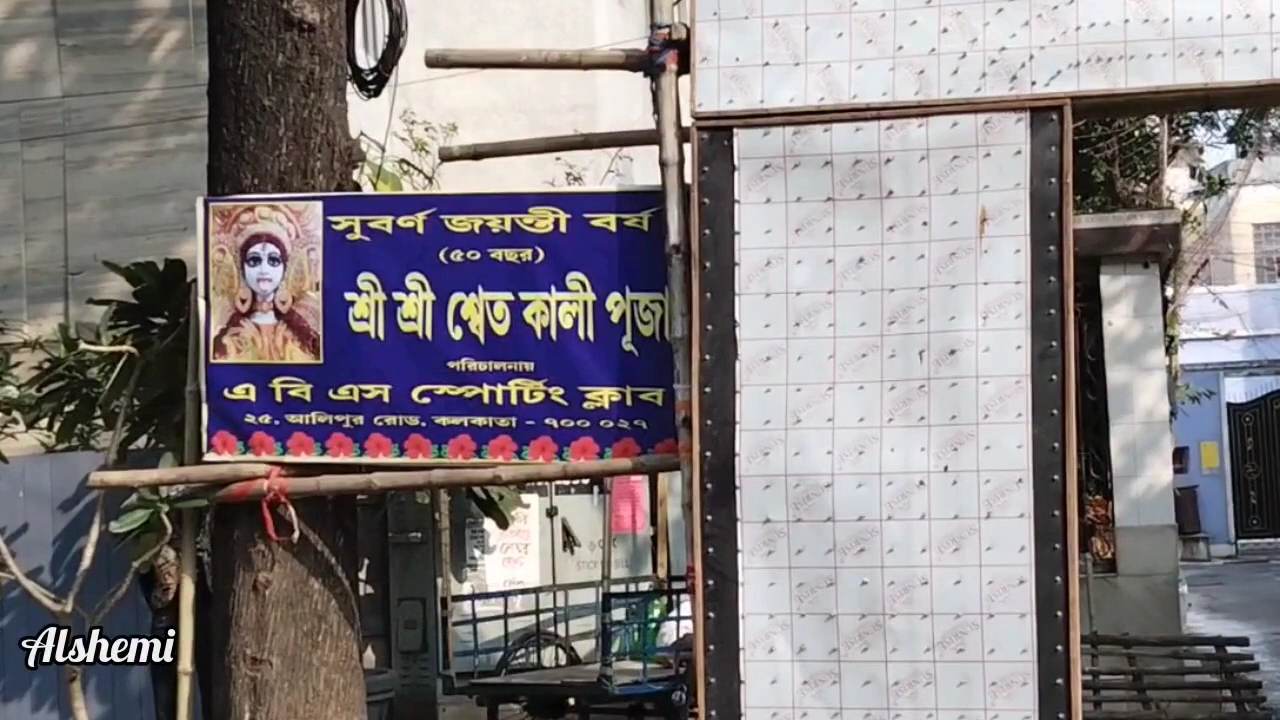 সুবর্ণ জয়ন্তী বর্ষ
(৫০ বছর)
শ্রী শ্রী শ্বেত কালী পূজা
পরিচালনায়
এ বি এস স্পোর্টিং ক্লাব
২৫, আলিপুর রোড, কলকাতা - ৭০০ ০২৭
Alshemi